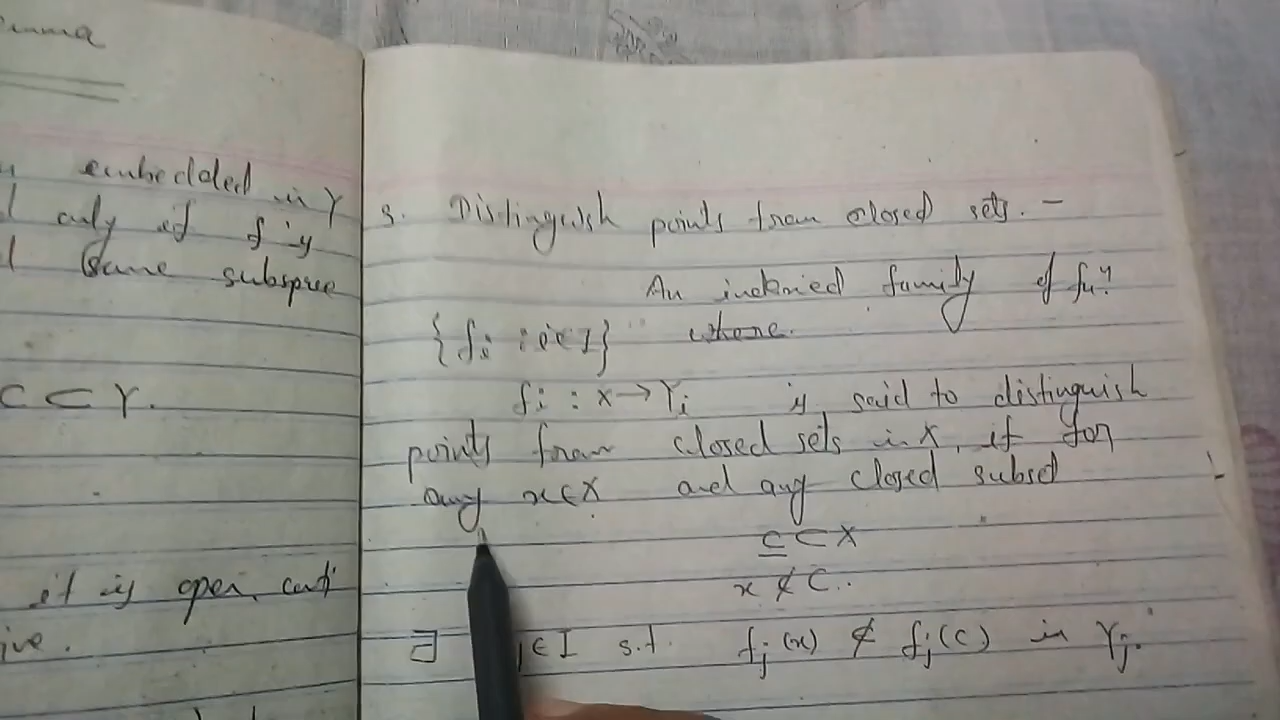 embedded in Y
only if f is
Same subspace
C ⊂ Y.
it is open, cont
ive.
3. Distinguish points from closed sets. -
An indexed family of fun
{fi : i∈I} where.
fi : X → Yi is said to distinguish
points from closed sets in X, if for
any x∈X and any closed subset
C ⊂ X
x ∉ C.
∃ j∈I s.t. fj(x) ∉ fj(C) in Yj.